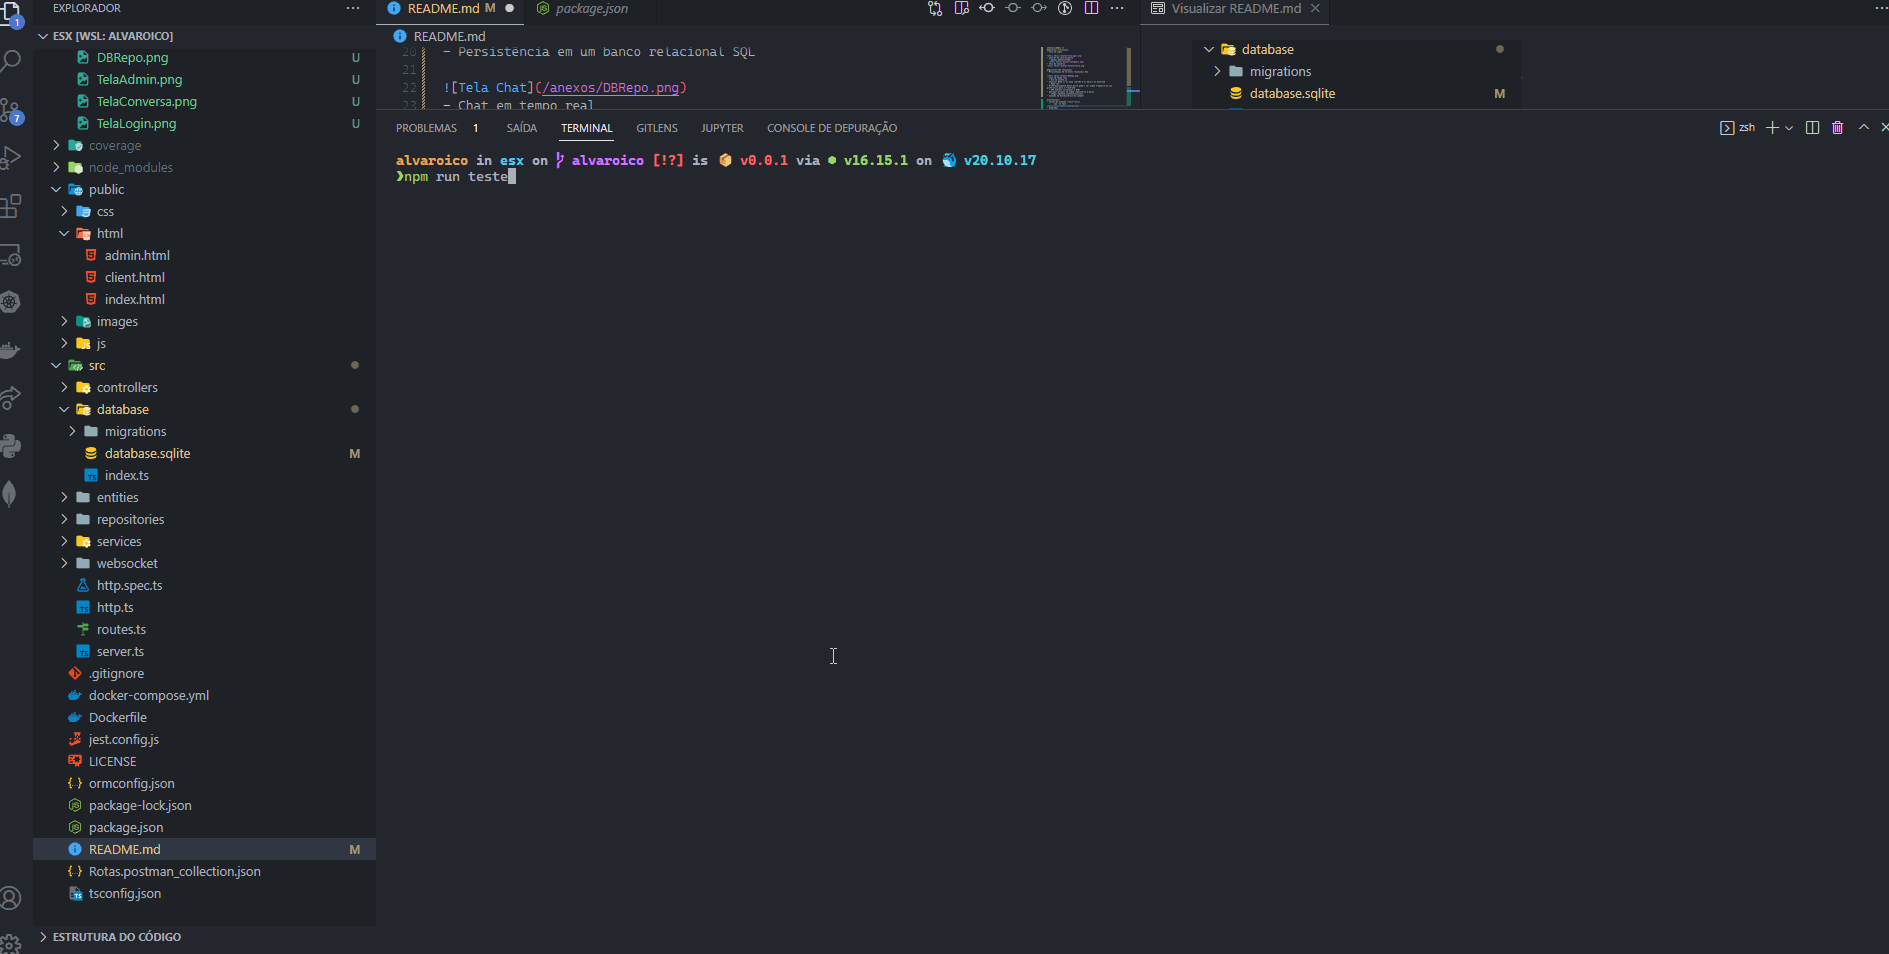 EXPLORADOR
ESX [WSL: ALVAROICO]
DBRepo.png U
TelaAdmin.png U
TelaConversa.png U
TelaLogin.png U
coverage
node_modules
public
css
html
admin.html
client.html
index.html
images
js
src
controllers
database
migrations
database.sqlite M
index.ts
entities
repositories
services
websocket
http.spec.ts
http.ts
routes.ts
server.ts
.gitignore
docker-compose.yml
Dockerfile
jest.config.js
LICENSE
ormconfig.json
package-lock.json
package.json
README.md M
Rotas.postman_collection.json
tsconfig.json
ESTRUTURA DO CÓDIGO
1
7
README.md M
package.json
README.md
20 - Persistência em um banco relacional SQL
21
22 ![Tela Chat](/anexos/DBRepo.png)
23 - Chat em tempo real
Visualizar README.md
database
migrations
database.sqlite M
PROBLEMAS 1 SAÍDA TERMINAL GITLENS JUPYTER CONSOLE DE DEPURAÇÃO
zsh
alvaroico in esx on alvaroico [!?] is v0.0.1 via v16.15.1 on v20.10.17
❯npm run teste